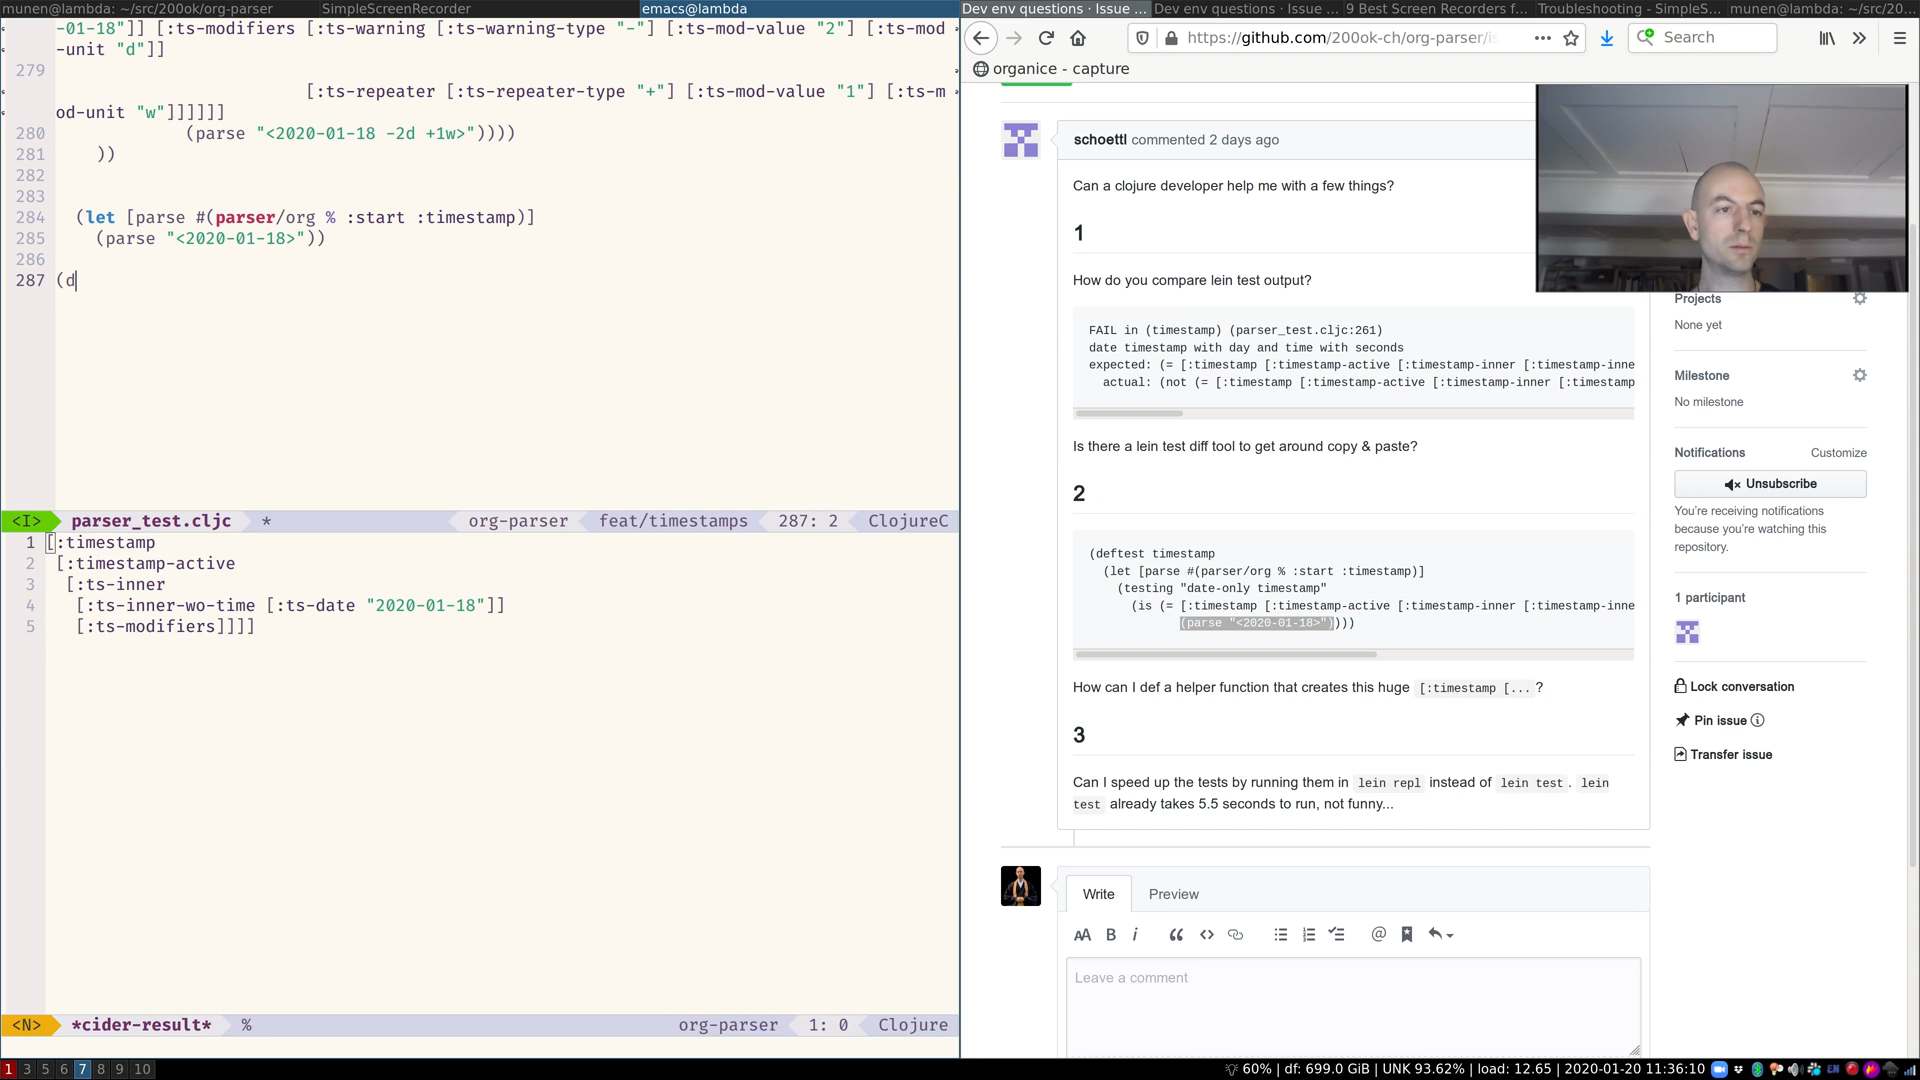 munen@lambda: ~/src/200ok/org-parser
SimpleScreenRecorder
emacs@lambda
Dev env questions · Issue ...
Dev env questions · Issue ...
9 Best Screen Recorders f...
Troubleshooting - SimpleS...
munen@lambda: ~/src/20...
-01-18"]] [:ts-modifiers [:ts-warning [:ts-warning-type "-"] [:ts-mod-value "2"] [:ts-mod
-unit "d"]]
279
[:ts-repeater [:ts-repeater-type "+"] [:ts-mod-value "1"] [:ts-m
od-unit "w"]]]]]]
280 (parse "<2020-01-18 -2d +1w>"))))
281 ))
282
283
284 (let [parse #(parser/org % :start :timestamp)]
285 (parse "<2020-01-18>"))
286
287 (d
<I> parser_test.cljc * org-parser feat/timestamps 287: 2 ClojureC
1 [:timestamp
2 [:timestamp-active
3 [:ts-inner
4 [:ts-inner-wo-time [:ts-date "2020-01-18"]]
5 [:ts-modifiers]]]]
<N> *cider-result* % org-parser 1: 0 Clojure
https://github.com/200ok-ch/org-parser/is
Search
organice - capture
schoettl commented 2 days ago
Can a clojure developer help me with a few things?
1
How do you compare lein test output?
FAIL in (timestamp) (parser_test.cljc:261)
date timestamp with day and time with seconds
expected: (= [:timestamp [:timestamp-active [:timestamp-inner [:timestamp-inne
actual: (not (= [:timestamp [:timestamp-active [:timestamp-inner [:timestamp
Is there a lein test diff tool to get around copy & paste?
2
(deftest timestamp
(let [parse #(parser/org % :start :timestamp)]
(testing "date-only timestamp"
(is (= [:timestamp [:timestamp-active [:timestamp-inner [:timestamp-inne
(parse "<2020-01-18>"))))
How can I def a helper function that creates this huge [:timestamp [... ?
3
Can I speed up the tests by running them in lein repl instead of lein test . lein
test already takes 5.5 seconds to run, not funny...
Write
Preview
AA B i
Leave a comment
Projects
None yet
Milestone
No milestone
Notifications
Customize
Unsubscribe
You're receiving notifications
because you're watching this
repository.
1 participant
Lock conversation
Pin issue
Transfer issue
1 3 5 6 7 8 9 10
60% | df: 699.0 GiB | UNK 93.62% | load: 12.65 | 2020-01-20 11:36:10
EN